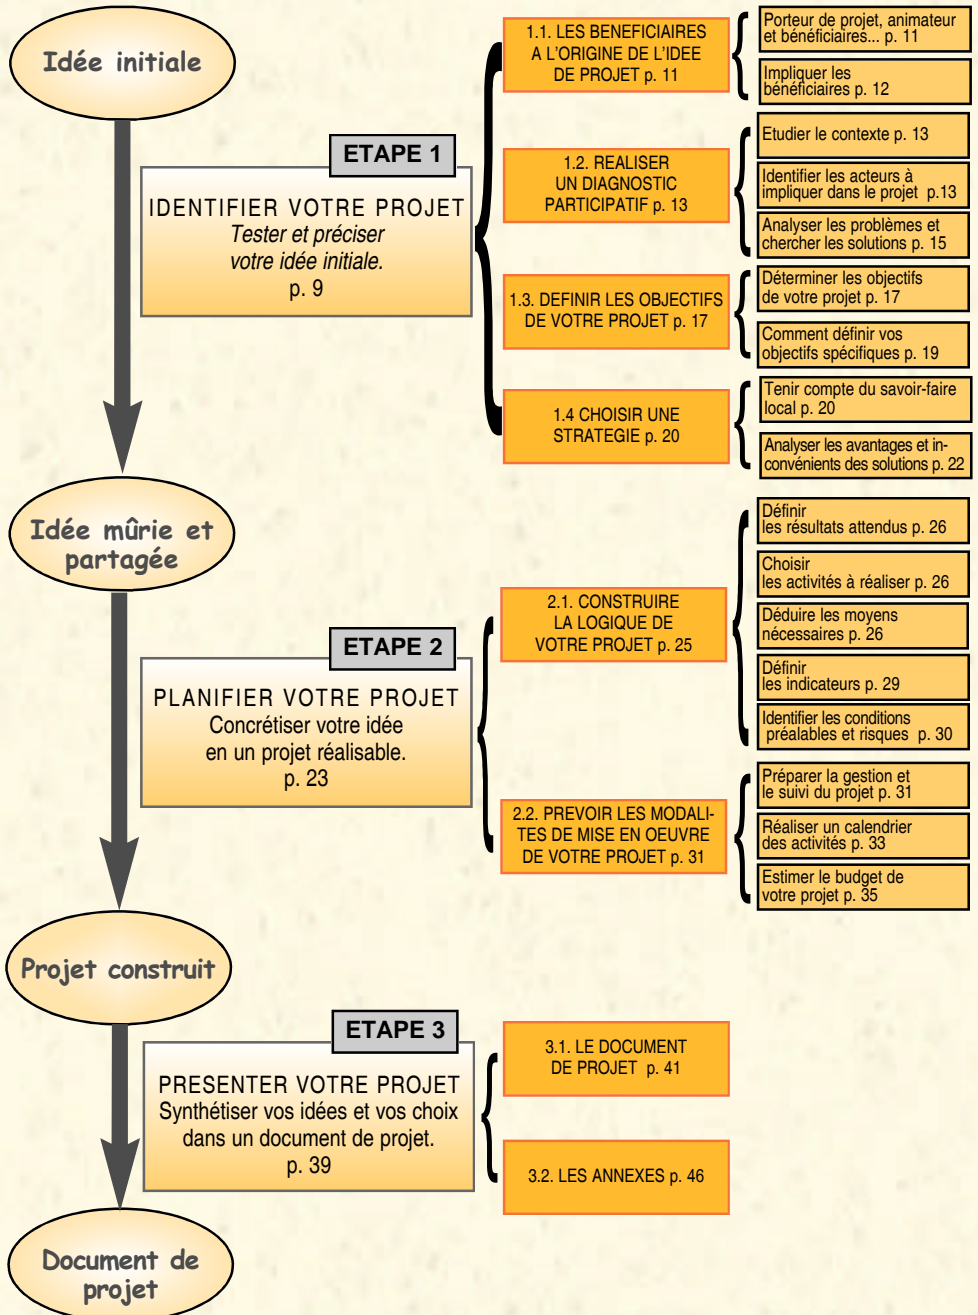 Idée initiale
ETAPE 1
IDENTIFIER VOTRE PROJET
Tester et préciser
votre idée initiale.
p. 9
1.1. LES BENEFICIAIRES
A L'ORIGINE DE L'IDEE
DE PROJET p. 11
Porteur de projet, animateur
et bénéficiaires... p. 11
Impliquer les
bénéficiaires p. 12
1.2. REALISER
UN DIAGNOSTIC
PARTICIPATIF p. 13
Etudier le contexte p. 13
Identifier les acteurs à
impliquer dans le projet p.13
Analyser les problèmes et
chercher les solutions p. 15
1.3. DEFINIR LES OBJECTIFS
DE VOTRE PROJET p. 17
Déterminer les objectifs
de votre projet p. 17
Comment définir vos
objectifs spécifiques p. 19
1.4 CHOISIR UNE
STRATEGIE p. 20
Tenir compte du savoir-faire
local p. 20
Analyser les avantages et in-
convénients des solutions p. 22
Idée mûrie et
partagée
ETAPE 2
PLANIFIER VOTRE PROJET
Concrétiser votre idée
en un projet réalisable.
p. 23
2.1. CONSTRUIRE
LA LOGIQUE DE
VOTRE PROJET p. 25
Définir
les résultats attendus p. 26
Choisir
les activités à réaliser p. 26
Déduire les moyens
nécessaires p. 26
Définir
les indicateurs p. 29
Identifier les conditions
préalables et risques p. 30
2.2. PREVOIR LES MODALI-
TES DE MISE EN OEUVRE
DE VOTRE PROJET p. 31
Préparer la gestion et
le suivi du projet p. 31
Réaliser un calendrier
des activités p. 33
Estimer le budget de
votre projet p. 35
Projet construit
ETAPE 3
PRESENTER VOTRE PROJET
Synthétiser vos idées et vos choix
dans un document de projet.
p. 39
3.1. LE DOCUMENT
DE PROJET p. 41
3.2. LES ANNEXES p. 46
Document de
projet